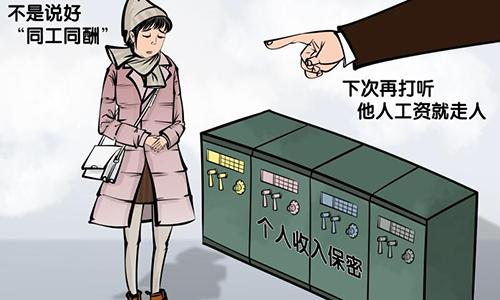 不是说好
“同工同酬”
下次再打听
他人工资就走人
个人收入保密